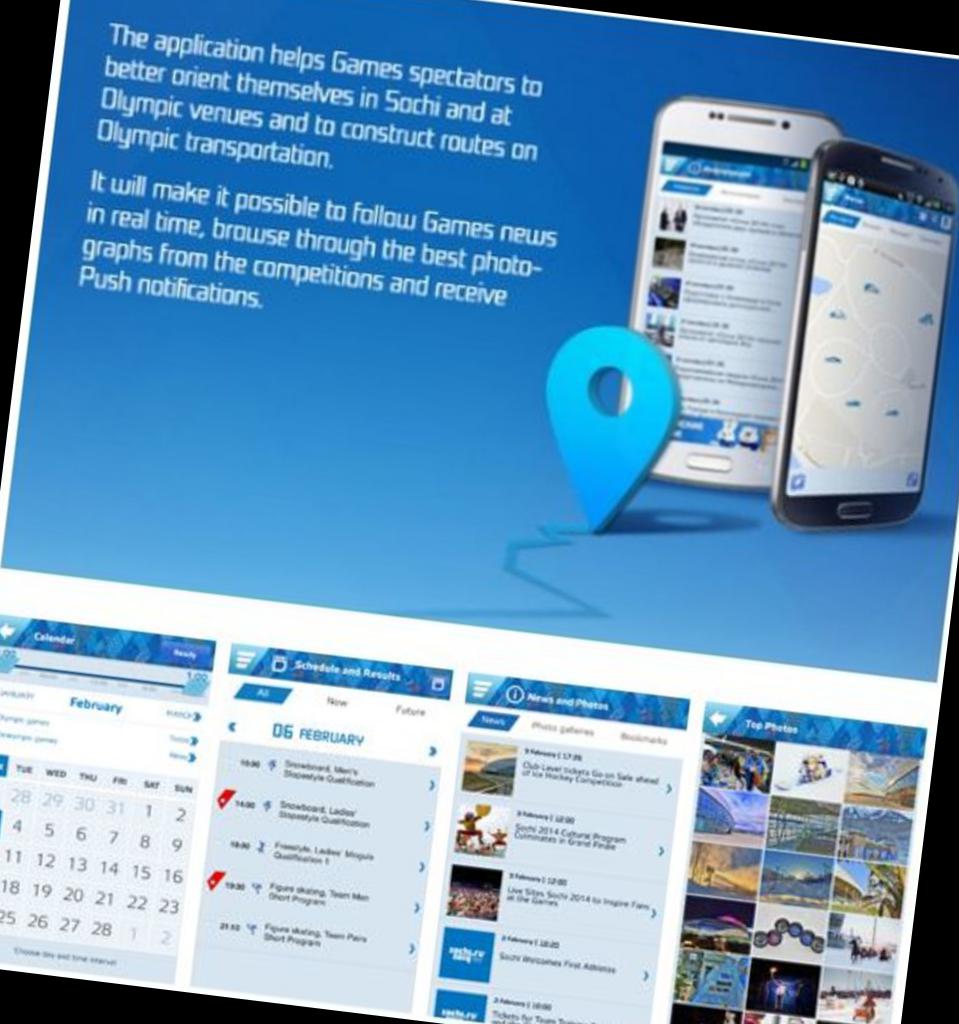 The application helps Games spectators to
better orient themselves in Sochi and at
Olympic venues and to construct routes on
Olympic transportation.
It will make it possible to follow Games news
in real time, browse through the best photo-
graphs from the competitions and receive
Push notifications.
Calendar
Ready
1:00
February
TUE WED THU FRI SAT SUN
28 29 30 31 1 2
4 5 6 7 8 9
11 12 13 14 15 16
18 19 20 21 22 23
25 26 27 28 1 2
Choose day and time interval
Schedule and Results
All Now Future
06 FEBRUARY
10:00 Snowboard, Men's
Slopestyle Qualification
14:00 Snowboard, Ladies'
Slopestyle Qualification
18:00 Freestyle, Ladies' Moguls
Qualification 1
19:30 Figure skating, Team Men
Short Program
21:10 Figure skating, Team Pairs
Short Program
News and Photos
News Photo galleries Bookmarks
Club Level tickets Go on Sale ahead
of Ice Hockey Competition
Sochi 2014 Cultural Program
Culminates in Grand Finale
Live Sites Sochi 2014 to Inspire Fans
at the Games
Sochi Welcomes First Athletes
sochi.ru
Tickets for Team
Top Photos